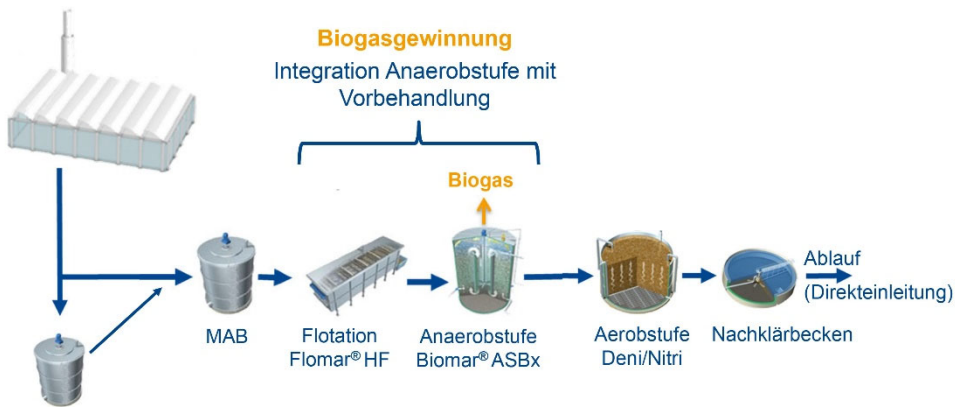 Biogasgewinnung
Integration Anaerobstufe mit
Vorbehandlung
Biogas
MAB
Flotation
Flomar® HF
Anaerobstufe
Biomar® ASBx
Aerobstufe
Deni/Nitri
Nachklärbecken
Ablauf
(Direkteinleitung)